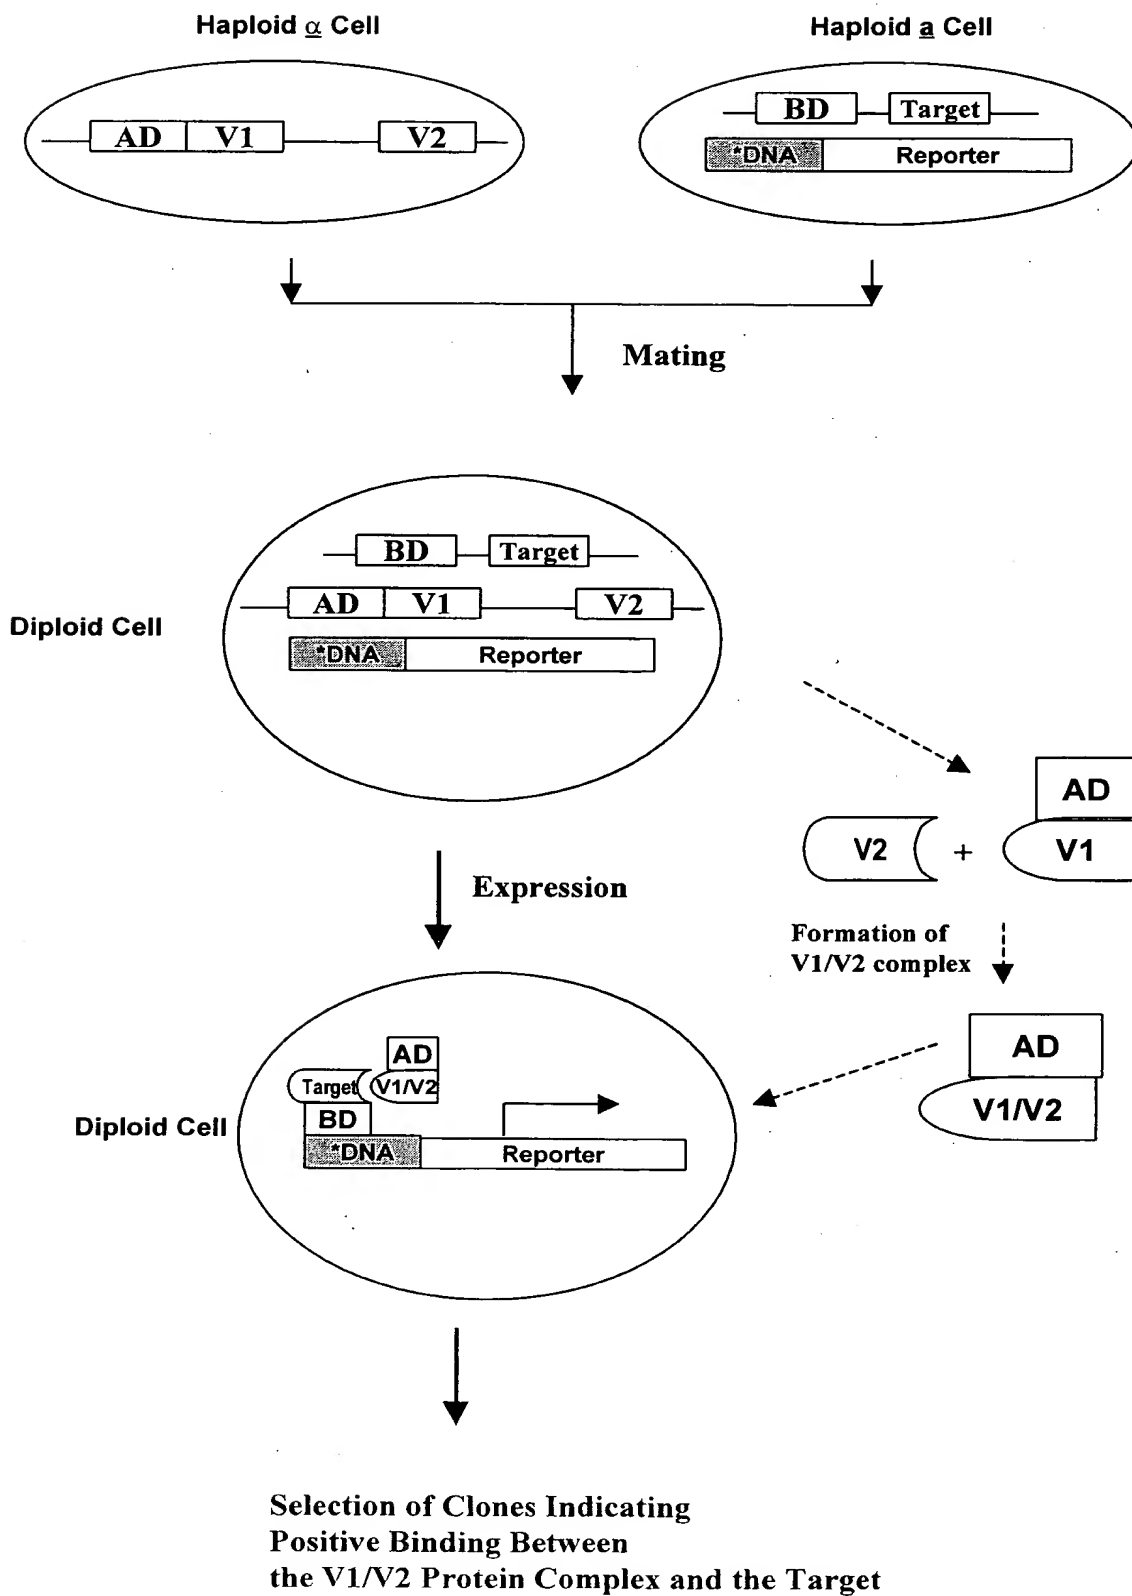 Haploid α Cell
Haploid a Cell
AD V1 V2
BD Target
*DNA Reporter
Mating
Diploid Cell
BD Target
AD V1 V2
*DNA Reporter
AD
V2 + V1
Expression
Formation of
V1/V2 complex
AD
V1/V2
Diploid Cell
AD
Target V1/V2
BD
*DNA Reporter
Selection of Clones Indicating
Positive Binding Between
the V1/V2 Protein Complex and the Target